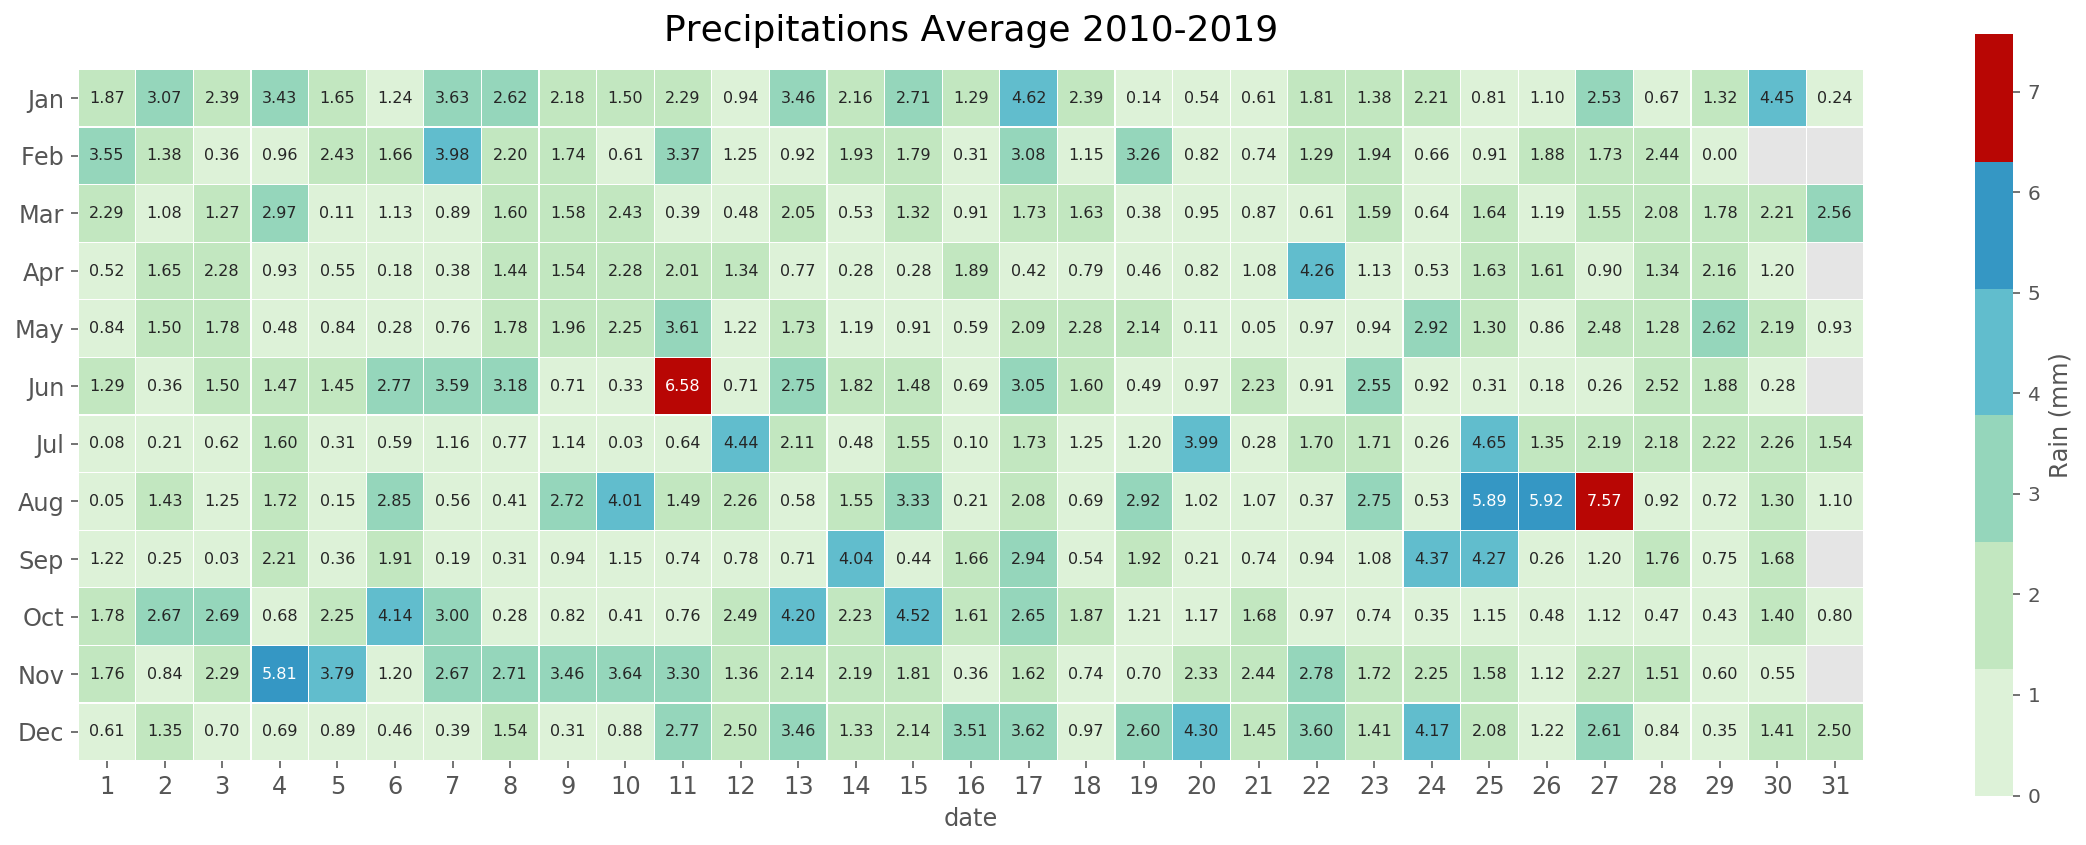 Precipitations Average 2010-2019
Jan 1.87 3.07 2.39 3.43 1.65 1.24 3.63 2.62 2.18 1.50 2.29 0.94 3.46 2.16 2.71 1.29 4.62 2.39 0.14 0.54 0.61 1.81 1.38 2.21 0.81 1.10 2.53 0.67 1.32 4.45 0.24
Feb 3.55 1.38 0.36 0.96 2.43 1.66 3.98 2.20 1.74 0.61 3.37 1.25 0.92 1.93 1.79 0.31 3.08 1.15 3.26 0.82 0.74 1.29 1.94 0.66 0.91 1.88 1.73 2.44 0.00
Mar 2.29 1.08 1.27 2.97 0.11 1.13 0.89 1.60 1.58 2.43 0.39 0.48 2.05 0.53 1.32 0.91 1.73 1.63 0.38 0.95 0.87 0.61 1.59 0.64 1.64 1.19 1.55 2.08 1.78 2.21 2.56
Apr 0.52 1.65 2.28 0.93 0.55 0.18 0.38 1.44 1.54 2.28 2.01 1.34 0.77 0.28 0.28 1.89 0.42 0.79 0.46 0.82 1.08 4.26 1.13 0.53 1.63 1.61 0.90 1.34 2.16 1.20
May 0.84 1.50 1.78 0.48 0.84 0.28 0.76 1.78 1.96 2.25 3.61 1.22 1.73 1.19 0.91 0.59 2.09 2.28 2.14 0.11 0.05 0.97 0.94 2.92 1.30 0.86 2.48 1.28 2.62 2.19 0.93
Jun 1.29 0.36 1.50 1.47 1.45 2.77 3.59 3.18 0.71 0.33 6.58 0.71 2.75 1.82 1.48 0.69 3.05 1.60 0.49 0.97 2.23 0.91 2.55 0.92 0.31 0.18 0.26 2.52 1.88 0.28
Jul 0.08 0.21 0.62 1.60 0.31 0.59 1.16 0.77 1.14 0.03 0.64 4.44 2.11 0.48 1.55 0.10 1.73 1.25 1.20 3.99 0.28 1.70 1.71 0.26 4.65 1.35 2.19 2.18 2.22 2.26 1.54
Aug 0.05 1.43 1.25 1.72 0.15 2.85 0.56 0.41 2.72 4.01 1.49 2.26 0.58 1.55 3.33 0.21 2.08 0.69 2.92 1.02 1.07 0.37 2.75 0.53 5.89 5.92 7.57 0.92 0.72 1.30 1.10
Sep 1.22 0.25 0.03 2.21 0.36 1.91 0.19 0.31 0.94 1.15 0.74 0.78 0.71 4.04 0.44 1.66 2.94 0.54 1.92 0.21 0.74 0.94 1.08 4.37 4.27 0.26 1.20 1.76 0.75 1.68
Oct 1.78 2.67 2.69 0.68 2.25 4.14 3.00 0.28 0.82 0.41 0.76 2.49 4.20 2.23 4.52 1.61 2.65 1.87 1.21 1.17 1.68 0.97 0.74 0.35 1.15 0.48 1.12 0.47 0.43 1.40 0.80
Nov 1.76 0.84 2.29 5.81 3.79 1.20 2.67 2.71 3.46 3.64 3.30 1.36 2.14 2.19 1.81 0.36 1.62 0.74 0.70 2.33 2.44 2.78 1.72 2.25 1.58 1.12 2.27 1.51 0.60 0.55
Dec 0.61 1.35 0.70 0.69 0.89 0.46 0.39 1.54 0.31 0.88 2.77 2.50 3.46 1.33 2.14 3.51 3.62 0.97 2.60 4.30 1.45 3.60 1.41 4.17 2.08 1.22 2.61 0.84 0.35 1.41 2.50
1 2 3 4 5 6 7 8 9 10 11 12 13 14 15 16 17 18 19 20 21 22 23 24 25 26 27 28 29 30 31
date
7
6
5
4
3
2
1
0
Rain (mm)